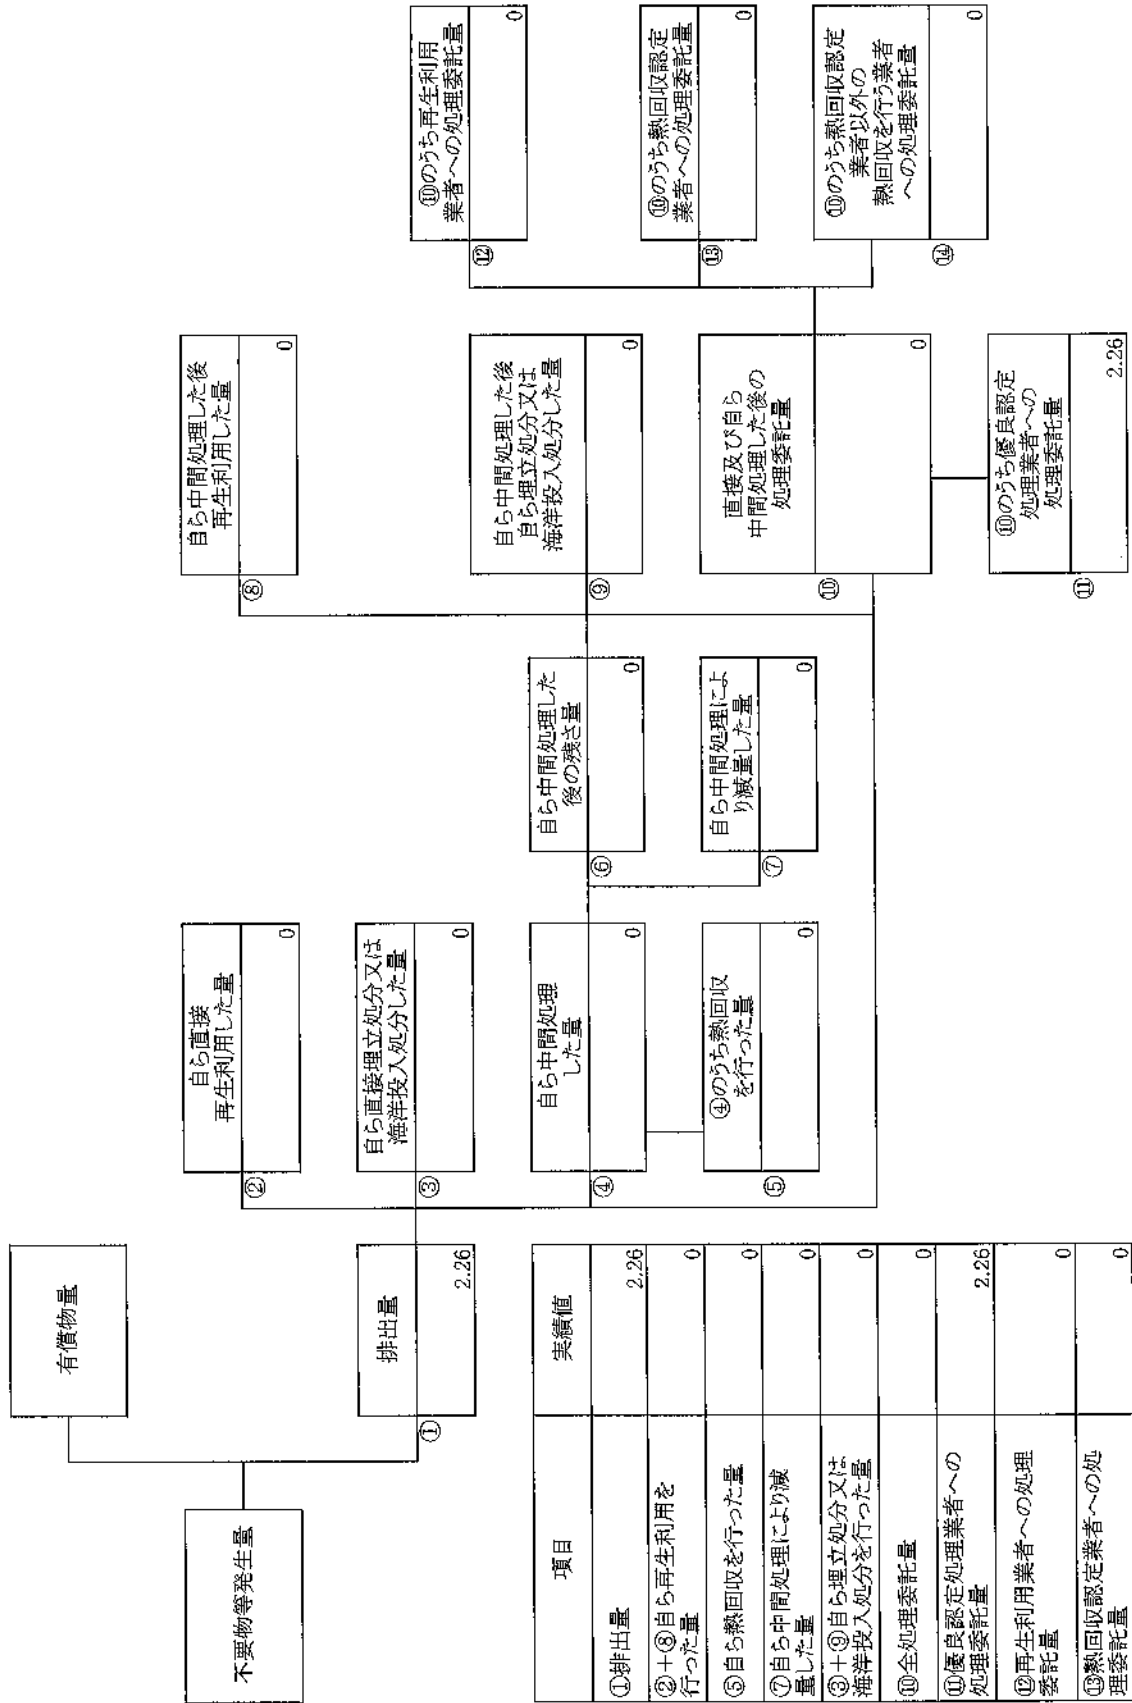 不要物等発生量
有償物量
①
排出量
2.26
②
自ら直接
再生利用した量
0
③
自ら直接埋立処分又は
海洋投入処分した量
0
④
自ら中間処理
した量
0
⑤
④のうち熱回収
を行った量
0
⑥
自ら中間処理した
後の残さ量
0
⑦
自ら中間処理によ
り減量した量
0
⑧
自ら中間処理した後
再生利用した量
0
⑨
自ら中間処理した後
自ら埋立処分又は
海洋投入処分した量
0
⑩
直接及び自ら
中間処理した後の
処理委託量
0
⑪
⑩のうち優良認定
処理業者への
処理委託量
2.26
⑫
⑩のうち再生利用
業者への処理委託量
0
⑬
⑩のうち熱回収認定
業者への処理委託量
0
⑭
⑩のうち熱回収認定
業者以外の
熱回収を行う業者
への処理委託量
0
項目 実績値
①排出量 2.26
②+⑧自ら再生利用を
行った量 0
⑤自ら熱回収を行った量 0
⑦自ら中間処理により減
量した量 0
③+⑨自ら埋立処分又は
海洋投入処分を行った量 0
⑩全処理委託量 0
⑪優良認定処理業者への
処理委託量 2.26
⑫再生利用業者への処理
委託量 0
⑬熱回収認定業者への処
理委託量 0